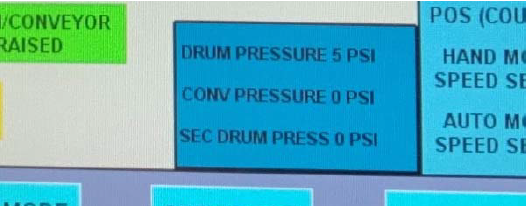 /CONVEYOR
RAISED
DRUM PRESSURE 5 PSI
CONV PRESSURE 0 PSI
SEC DRUM PRESS 0 PSI
POS (COU
HAND MO
SPEED SE
AUTO MO
SPEED SE
MODE